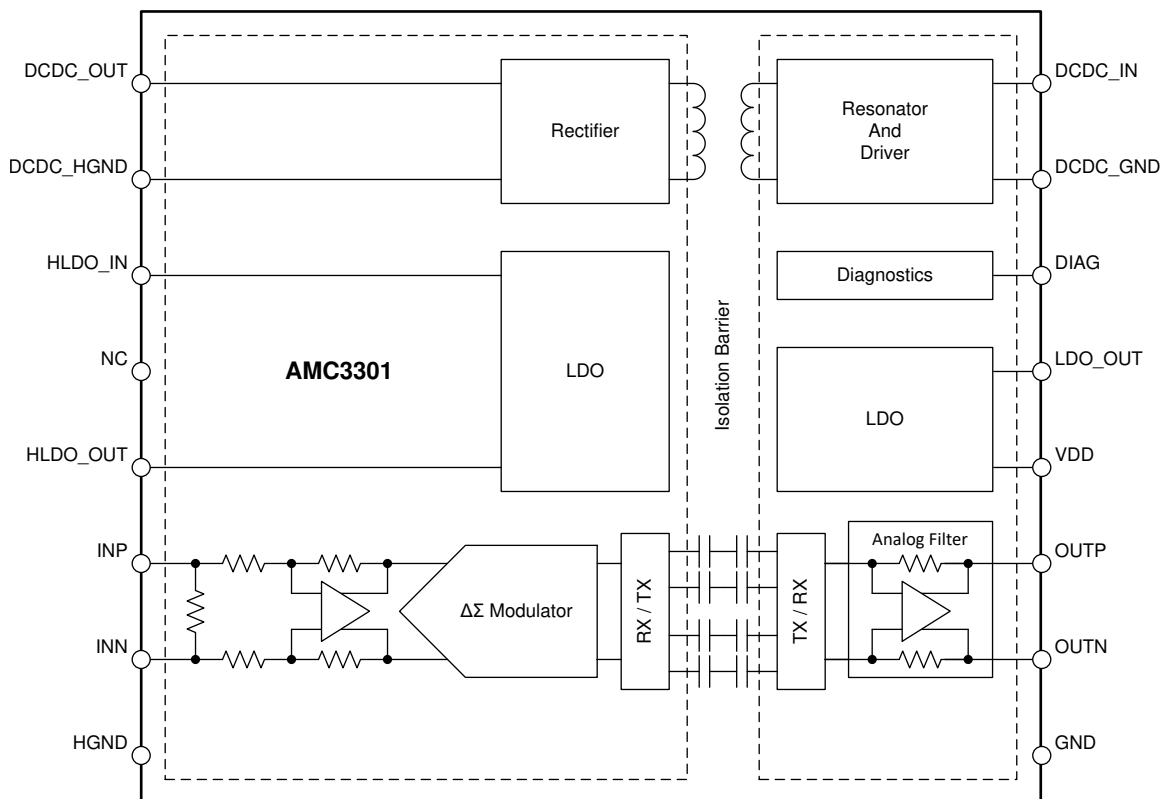 DCDC_OUT
DCDC_HGND
HLDO_IN
NC
HLDO_OUT
INP
INN
HGND
Rectifier
AMC3301
LDO
ΔΣ Modulator
RX / TX
Isolation Barrier
Resonator
And
Driver
Diagnostics
LDO
TX / RX
Analog Filter
DCDC_IN
DCDC_GND
DIAG
LDO_OUT
VDD
OUTP
OUTN
GND